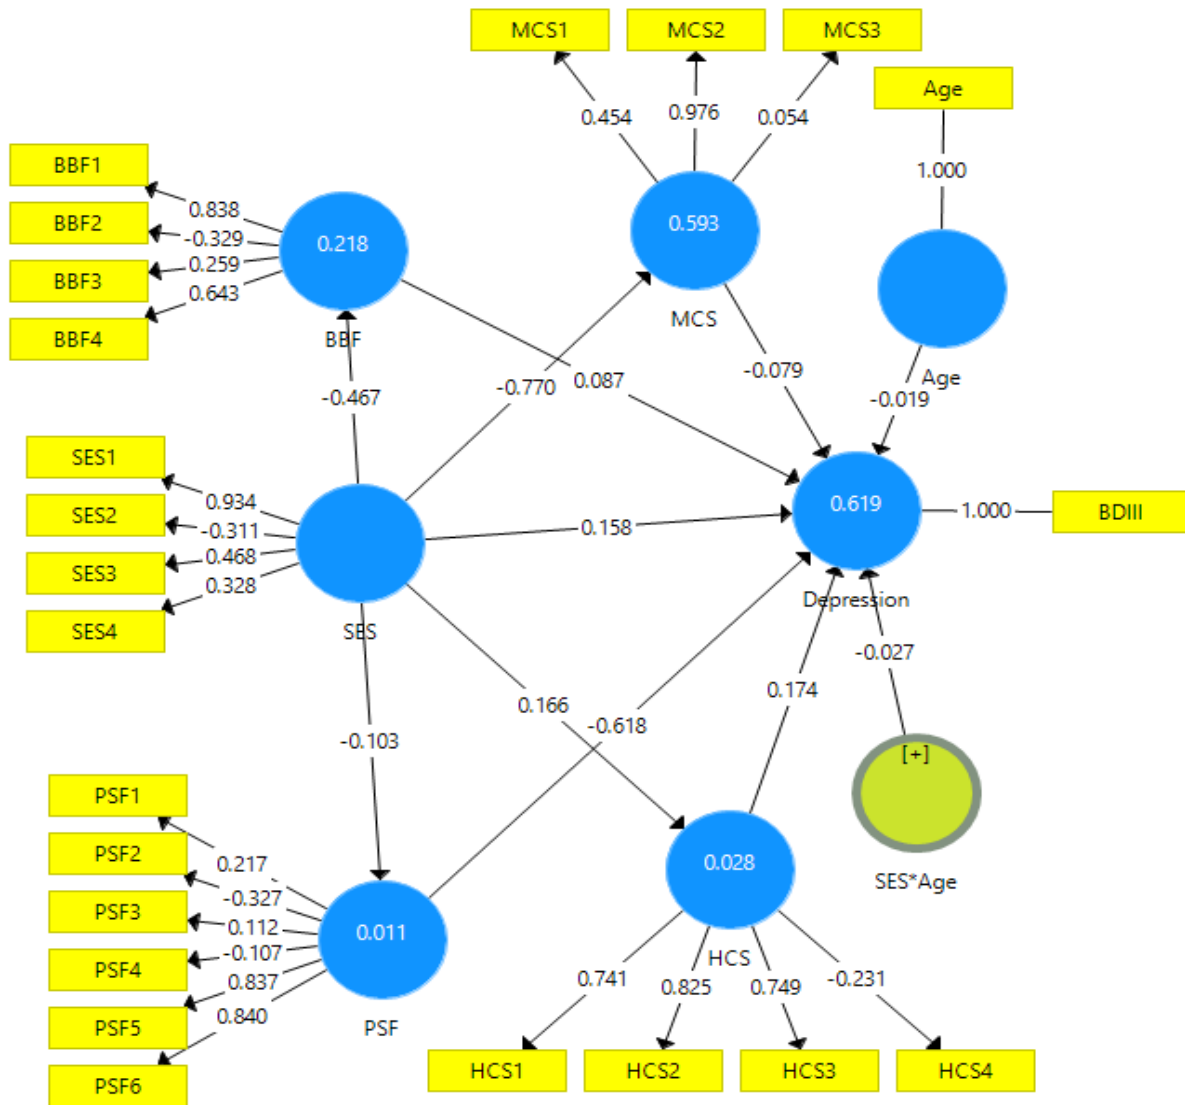 MCS1 MCS2 MCS3
Age
0.454 0.976 0.054
1.000
BBF1
BBF2
BBF3
BBF4
0.838
-0.329
0.259
0.643
0.218
BBF
0.593
MCS
Age
-0.467
-0.770
0.087
-0.079
-0.019
SES1
SES2
SES3
SES4
0.934
-0.311
0.468
0.328
SES
0.158
0.619
Depression
1.000
BDIII
-0.103
0.166
-0.618
0.174
-0.027
[+]
SES*Age
PSF1
PSF2
PSF3
PSF4
PSF5
PSF6
0.217
-0.327
0.112
-0.107
0.837
0.840
0.011
PSF
0.028
HCS
0.741 0.825 0.749 -0.231
HCS1 HCS2 HCS3 HCS4